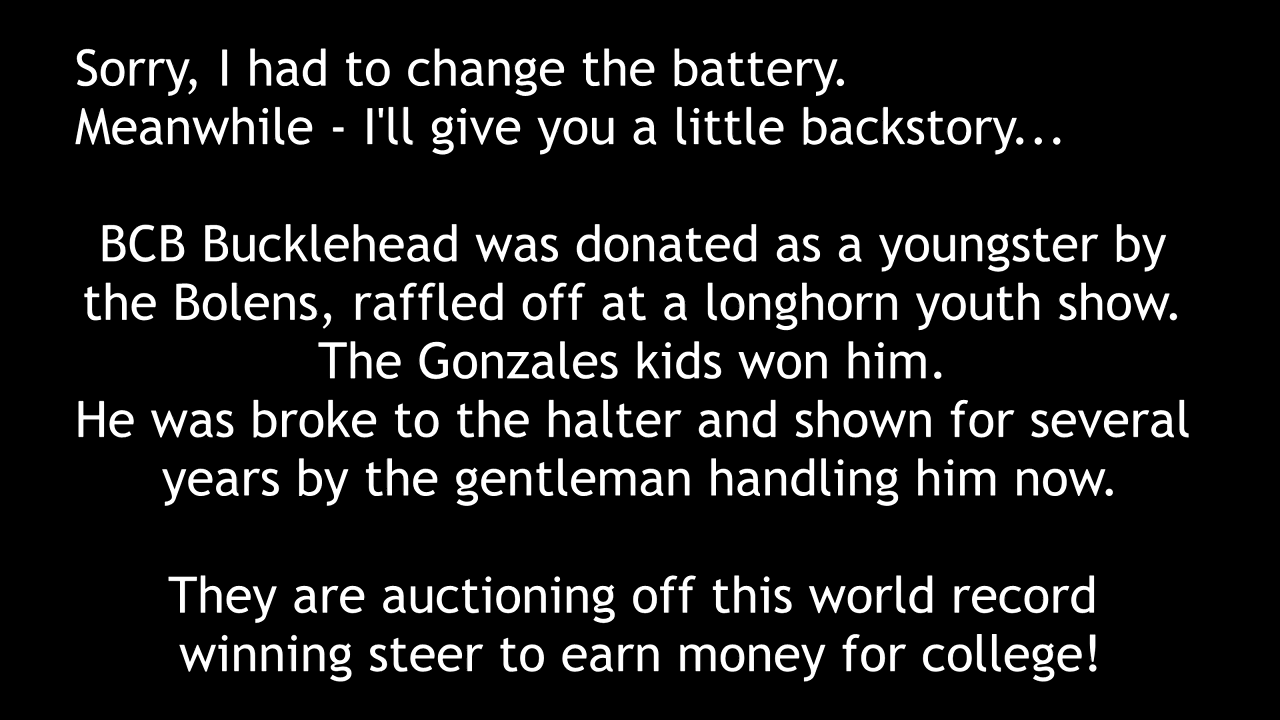 Sorry, I had to change the battery.
Meanwhile - I'll give you a little backstory...
BCB Bucklehead was donated as a youngster by
the Bolens, raffled off at a longhorn youth show.
The Gonzales kids won him.
He was broke to the halter and shown for several
years by the gentleman handling him now.
They are auctioning off this world record
winning steer to earn money for college!